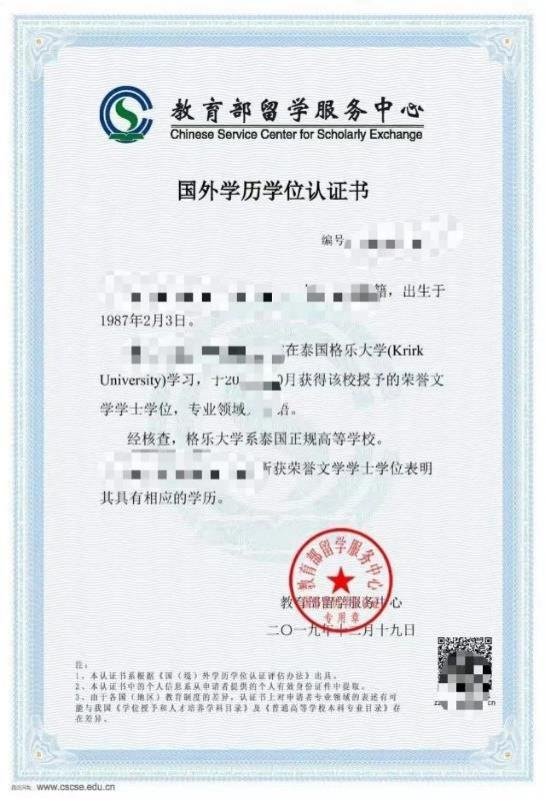 教育部留学服务中心
Chinese Service Center for Scholarly Exchange
国外学历学位认证书
编号
籍，出生于
1987年2月3日。
在泰国格乐大学(Krirk
University)学习，于20 0月获得该校授予的荣誉文
学学士学位，专业领域 语。
经核查，格乐大学系泰国正规高等学校。
所获荣誉文学学士学位表明
其具有相应的学历。
教育部留学服务中心
专用章
教育部留学服务中心
二〇一九年十二月十九日
注：
1、本认证书系根据《国（境）外学历学位认证评估办法》出具。
2、本认证书中的个人信息系从申请者提供的个人有效身份证件中提取。
3、由于各国（地区）教育制度的差异，认证书上对申请者专业领域的表述有可
能与我国《学位授予和人才培养学科目录》及《普通高等学校本科专业目录》存
在差异。
www.cscse.edu.cn